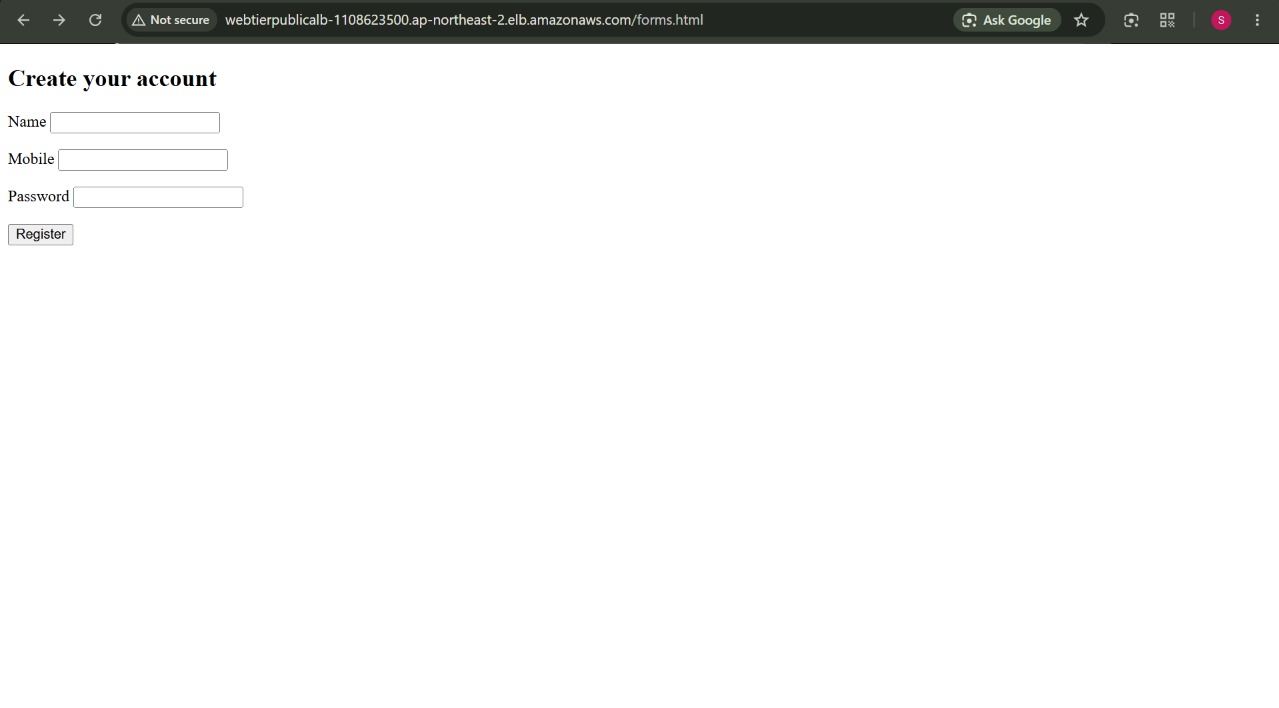 Not secure webtierpublicalb-1108623500.ap-northeast-2.elb.amazonaws.com/forms.html Ask Google S
Create your account
Name
Mobile
Password
Register